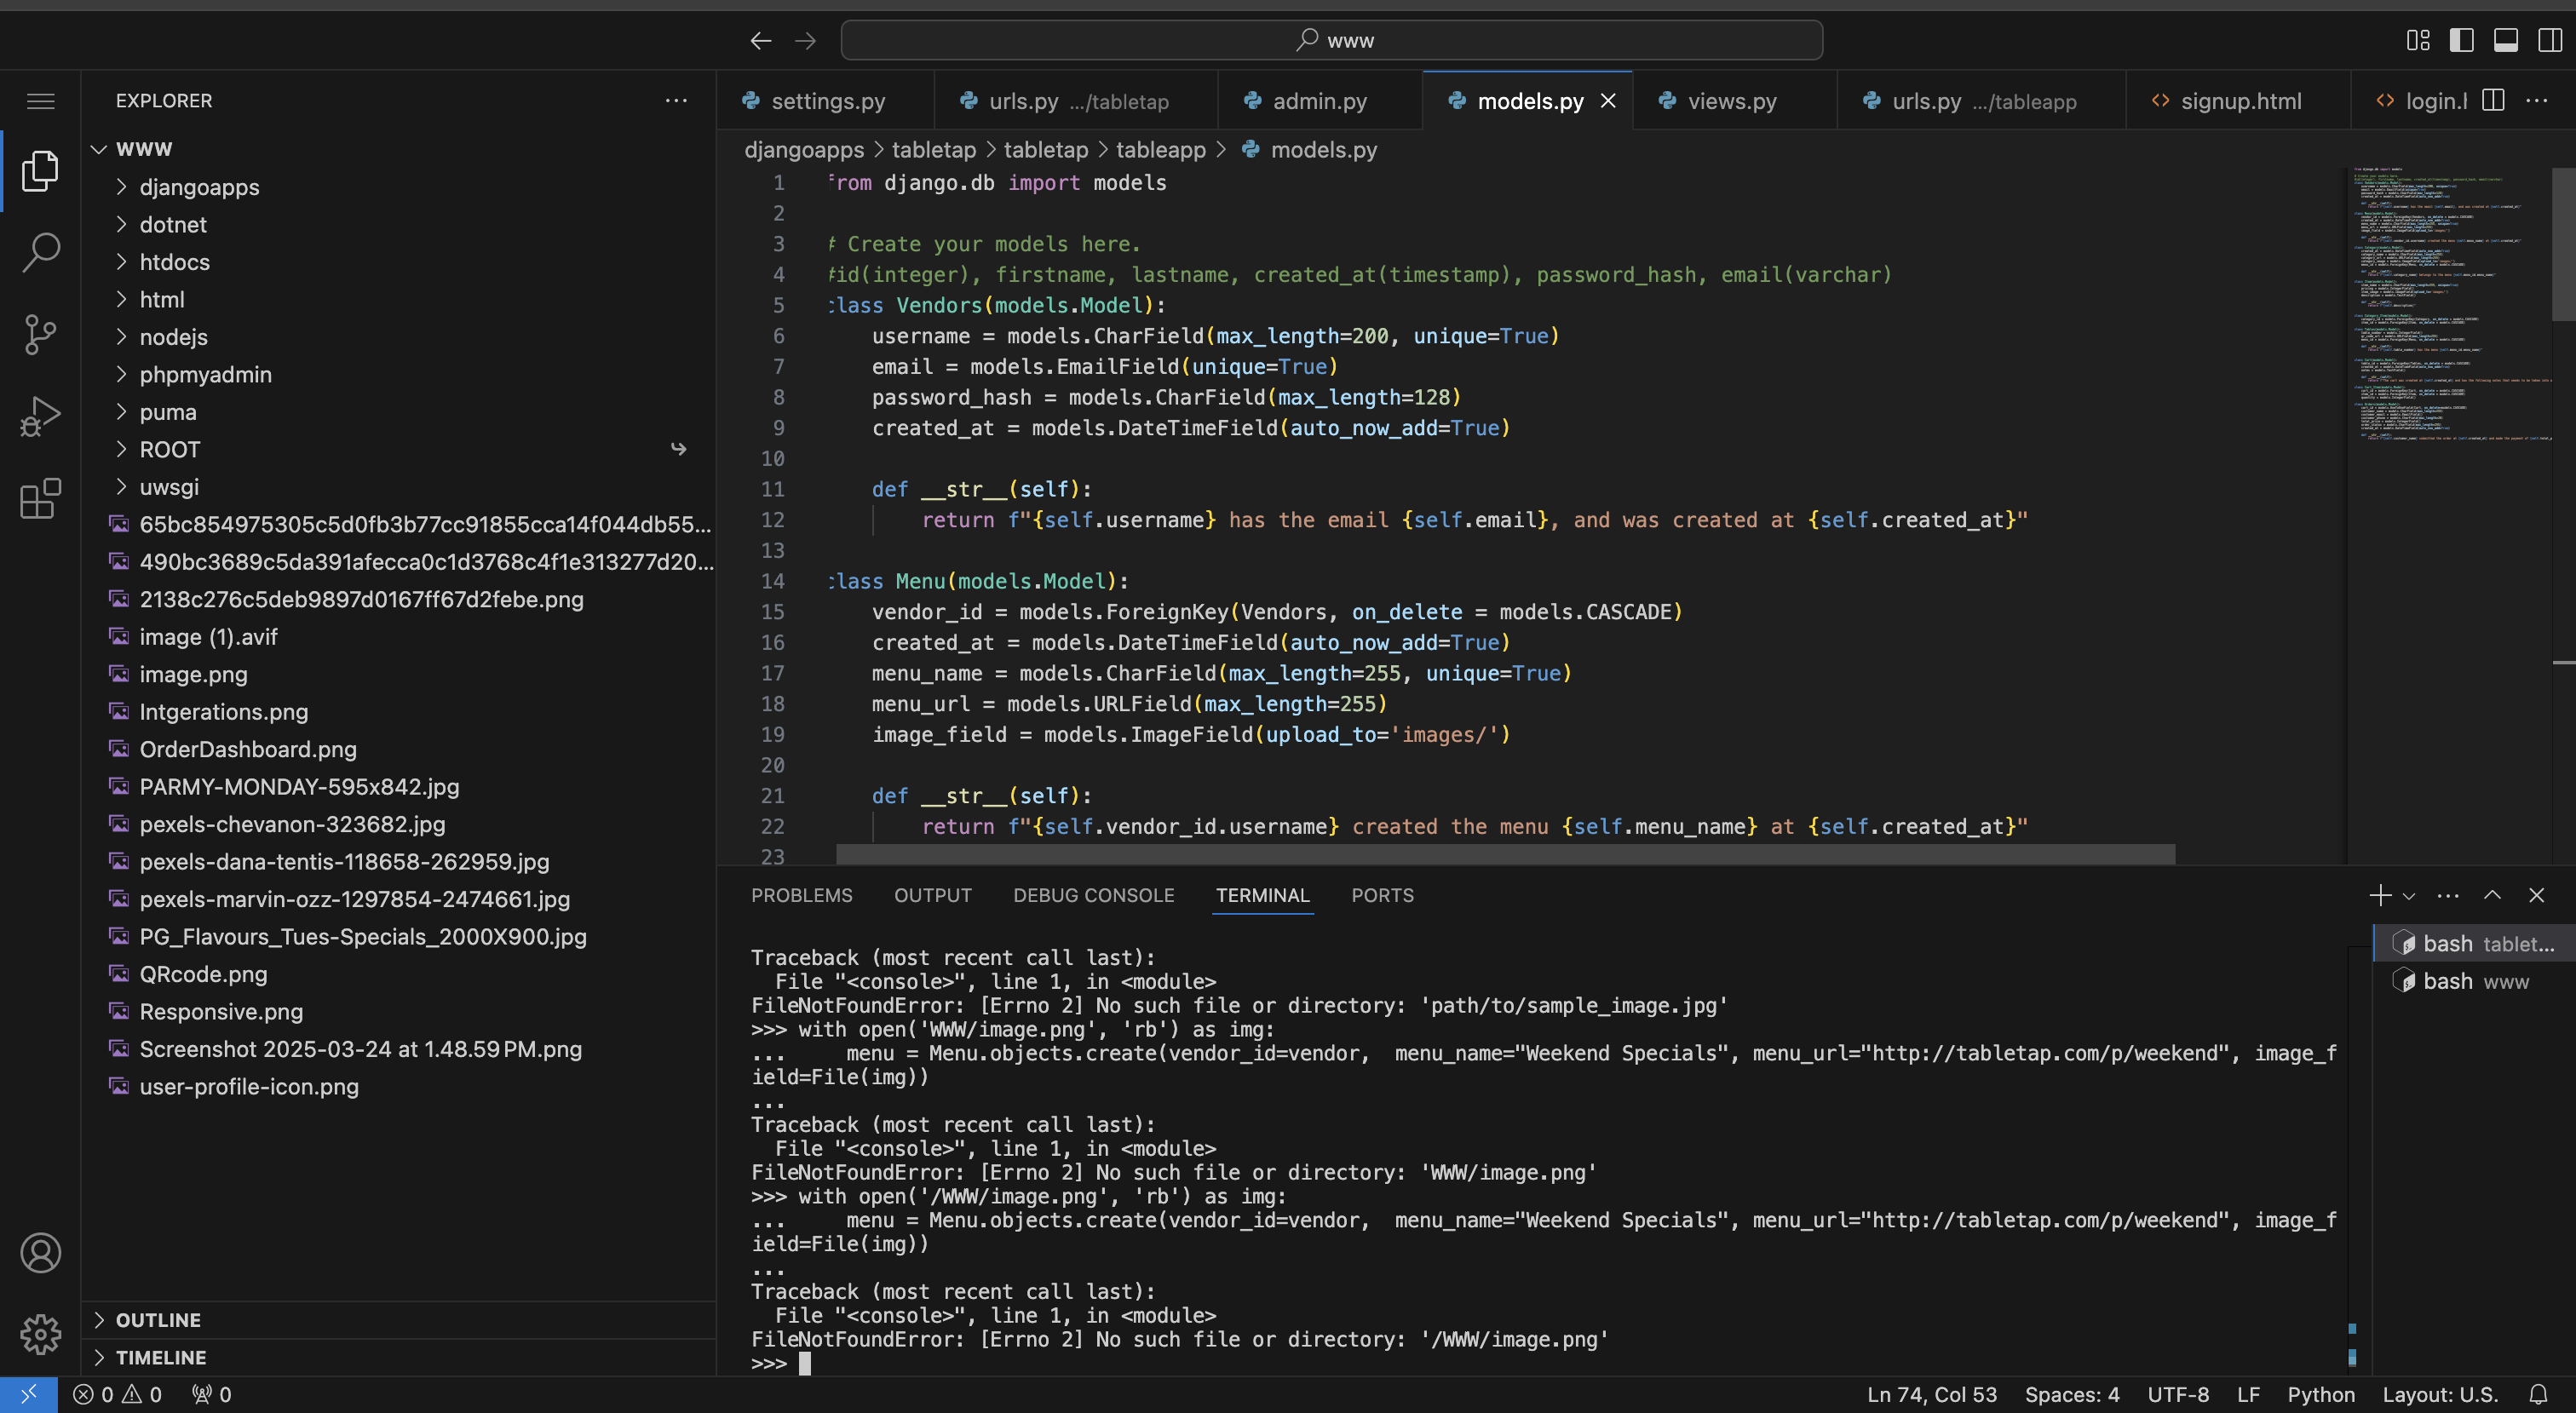 www
EXPLORER
WWW
djangoapps
dotnet
htdocs
html
nodejs
phpmyadmin
puma
ROOT
uwsgi
65bc854975305c5d0fb3b77cc91855cca14f044db55...
490bc3689c5da391afecca0c1d3768c4f1e313277d20...
2138c276c5deb9897d0167ff67d2febe.png
image (1).avif
image.png
Intgerations.png
OrderDashboard.png
PARMY-MONDAY-595x842.jpg
pexels-chevanon-323682.jpg
pexels-dana-tentis-118658-262959.jpg
pexels-marvin-ozz-1297854-2474661.jpg
PG_Flavours_Tues-Specials_2000X900.jpg
QRcode.png
Responsive.png
Screenshot 2025-03-24 at 1.48.59 PM.png
user-profile-icon.png
OUTLINE
TIMELINE
settings.py urls.py .../tabletap admin.py models.py views.py urls.py .../tableapp signup.html login.h
djangoapps > tabletap > tabletap > tableapp > models.py
1 from django.db import models
2
3 # Create your models here.
4 #id(integer), firstname, lastname, created_at(timestamp), password_hash, email(varchar)
5 class Vendors(models.Model):
6 username = models.CharField(max_length=200, unique=True)
7 email = models.EmailField(unique=True)
8 password_hash = models.CharField(max_length=128)
9 created_at = models.DateTimeField(auto_now_add=True)
10
11 def __str__(self):
12 return f"{self.username} has the email {self.email}, and was created at {self.created_at}"
13
14 class Menu(models.Model):
15 vendor_id = models.ForeignKey(Vendors, on_delete = models.CASCADE)
16 created_at = models.DateTimeField(auto_now_add=True)
17 menu_name = models.CharField(max_length=255, unique=True)
18 menu_url = models.URLField(max_length=255)
19 image_field = models.ImageField(upload_to='images/')
20
21 def __str__(self):
22 return f"{self.vendor_id.username} created the menu {self.menu_name} at {self.created_at}"
23
PROBLEMS OUTPUT DEBUG CONSOLE TERMINAL PORTS
Traceback (most recent call last):
File "<console>", line 1, in <module>
FileNotFoundError: [Errno 2] No such file or directory: 'path/to/sample_image.jpg'
>>> with open('WWW/image.png', 'rb') as img:
... menu = Menu.objects.create(vendor_id=vendor, menu_name="Weekend Specials", menu_url="http://tabletap.com/p/weekend", image_f
ield=File(img))
...
Traceback (most recent call last):
File "<console>", line 1, in <module>
FileNotFoundError: [Errno 2] No such file or directory: 'WWW/image.png'
>>> with open('/WWW/image.png', 'rb') as img:
... menu = Menu.objects.create(vendor_id=vendor, menu_name="Weekend Specials", menu_url="http://tabletap.com/p/weekend", image_f
ield=File(img))
...
Traceback (most recent call last):
File "<console>", line 1, in <module>
FileNotFoundError: [Errno 2] No such file or directory: '/WWW/image.png'
>>>
bash tablet...
bash www
0 0 0
Ln 74, Col 53 Spaces: 4 UTF-8 LF Python Layout: U.S.